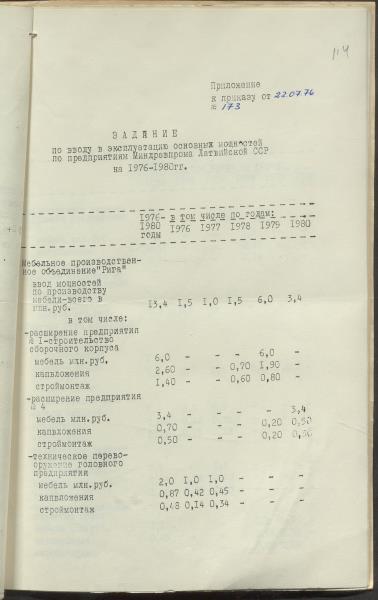 114
Приложение
к приказу от 22.07.76
№ 173
ЗАДАНИЕ
по вводу в эксплуатацию основных мощностей
по предприятиям Миндревпрома Латвийской ССР
на 1976-1980гг.
1976- в том числе по годам:
1980 1976 1977 1978 1979 1980
годы
Мебельное производствен-
ное объединение "Рига"
ввод мощностей
по производству
мебели-всего в
млн.руб. 13,4 1,5 1,0 1,5 6,0 3,4
в том числе:
-расширение предприятия
№ 1-строительство
сборочного корпуса
мебель млн.руб. 6,0 - - - 6,0 -
капвложения 2,60 - - 0,70 1,90 -
строймонтаж 1,40 - - 0,60 0,80 -
-расширение предприятия
№ 4
мебель млн.руб. 3,4 - - - - 3,4
капвложения 0,70 - - - 0,20 0,50
строймонтаж 0,50 - - - 0,20
-техническое перево-
оружение головного
предприятия
мебель млн.руб. 2,0 1,0 1,0 - - -
капвложения 0,87 0,42 0,45 - - -
строймонтаж 0,48 0,14 0,34 - - -